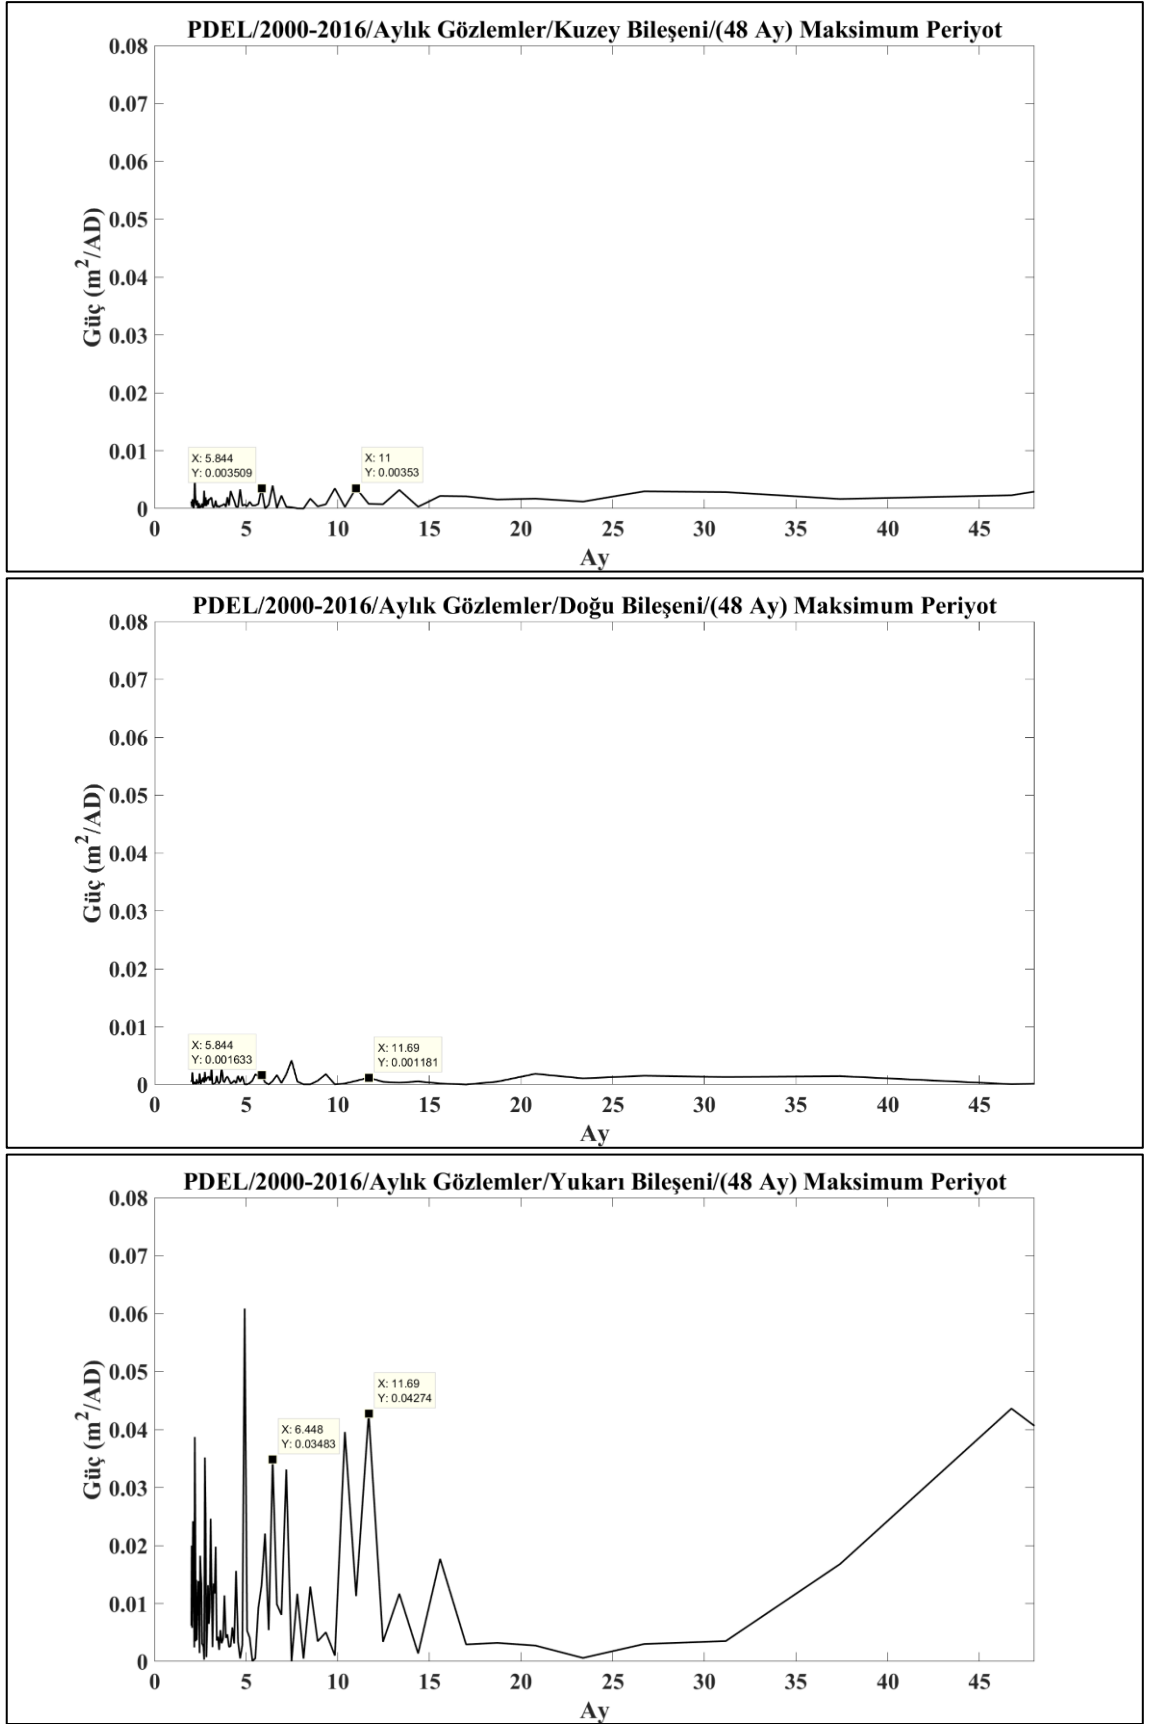 PDEL/2000-2016/Aylık Gözlemler/Kuzey Bileşeni/(48 Ay) Maksimum Periyot
0.08
0.07
0.06
0.05
0.04
0.03
0.02
0.01
0
Güç (m²/AD)
X: 5.844
Y: 0.003509
X: 11
Y: 0.00353
0 5 10 15 20 25 30 35 40 45
Ay
PDEL/2000-2016/Aylık Gözlemler/Doğu Bileşeni/(48 Ay) Maksimum Periyot
0.08
0.07
0.06
0.05
0.04
0.03
0.02
0.01
0
Güç (m²/AD)
X: 5.844
Y: 0.001633
X: 11.69
Y: 0.001181
0 5 10 15 20 25 30 35 40 45
Ay
PDEL/2000-2016/Aylık Gözlemler/Yukarı Bileşeni/(48 Ay) Maksimum Periyot
0.08
0.07
0.06
0.05
0.04
0.03
0.02
0.01
0
Güç (m²/AD)
X: 6.448
Y: 0.03483
X: 11.69
Y: 0.04274
0 5 10 15 20 25 30 35 40 45
Ay